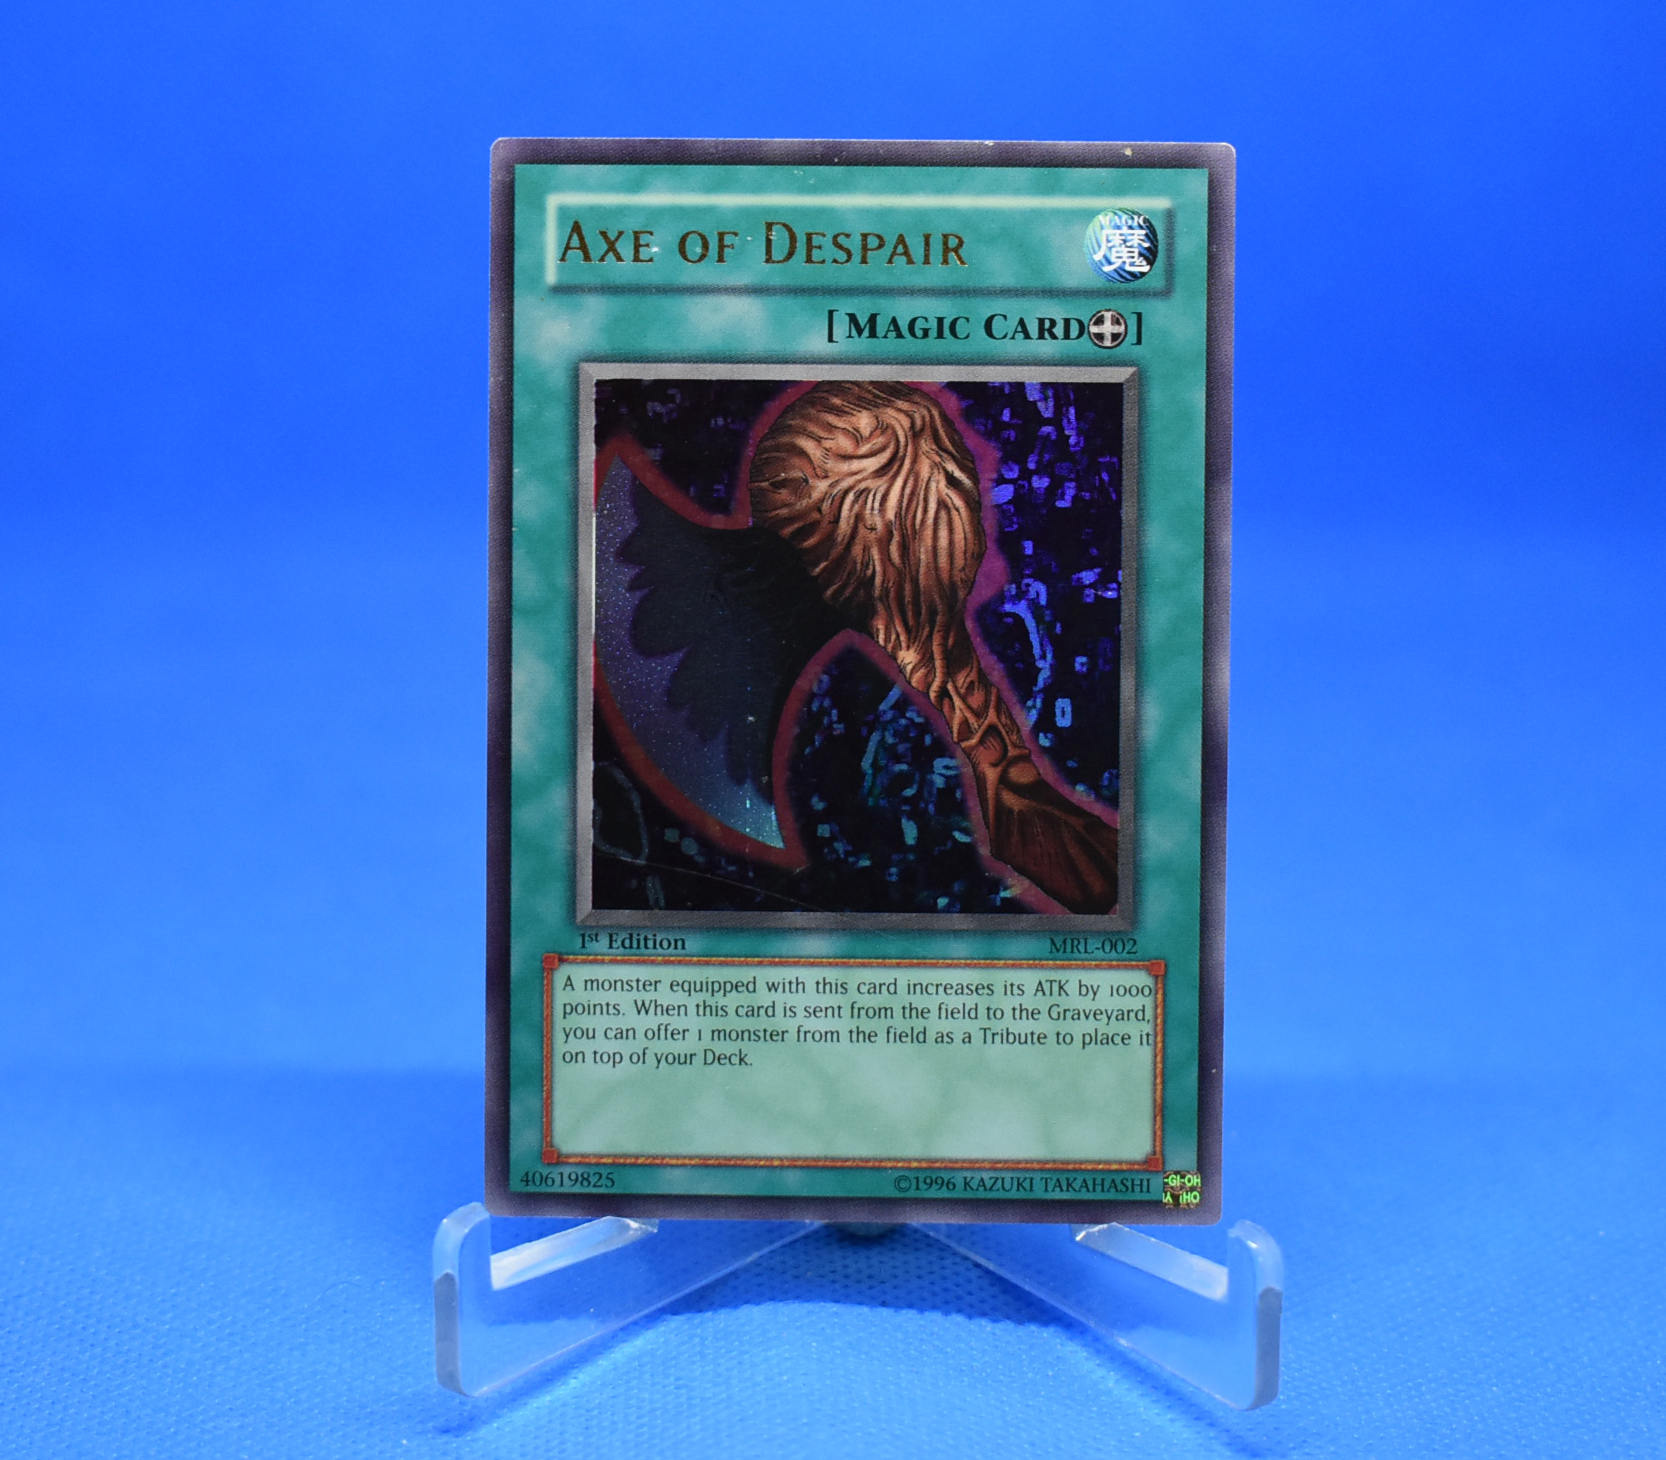 Axe of Despair
MAGIC
魔
[Magic Card]
1st Edition
MRL-002
A monster equipped with this card increases its ATK by 1000
points. When this card is sent from the field to the Graveyard,
you can offer 1 monster from the field as a Tribute to place it
on top of your Deck.
40619825
©1996 KAZUKI TAKAHASHI
-GI-OH